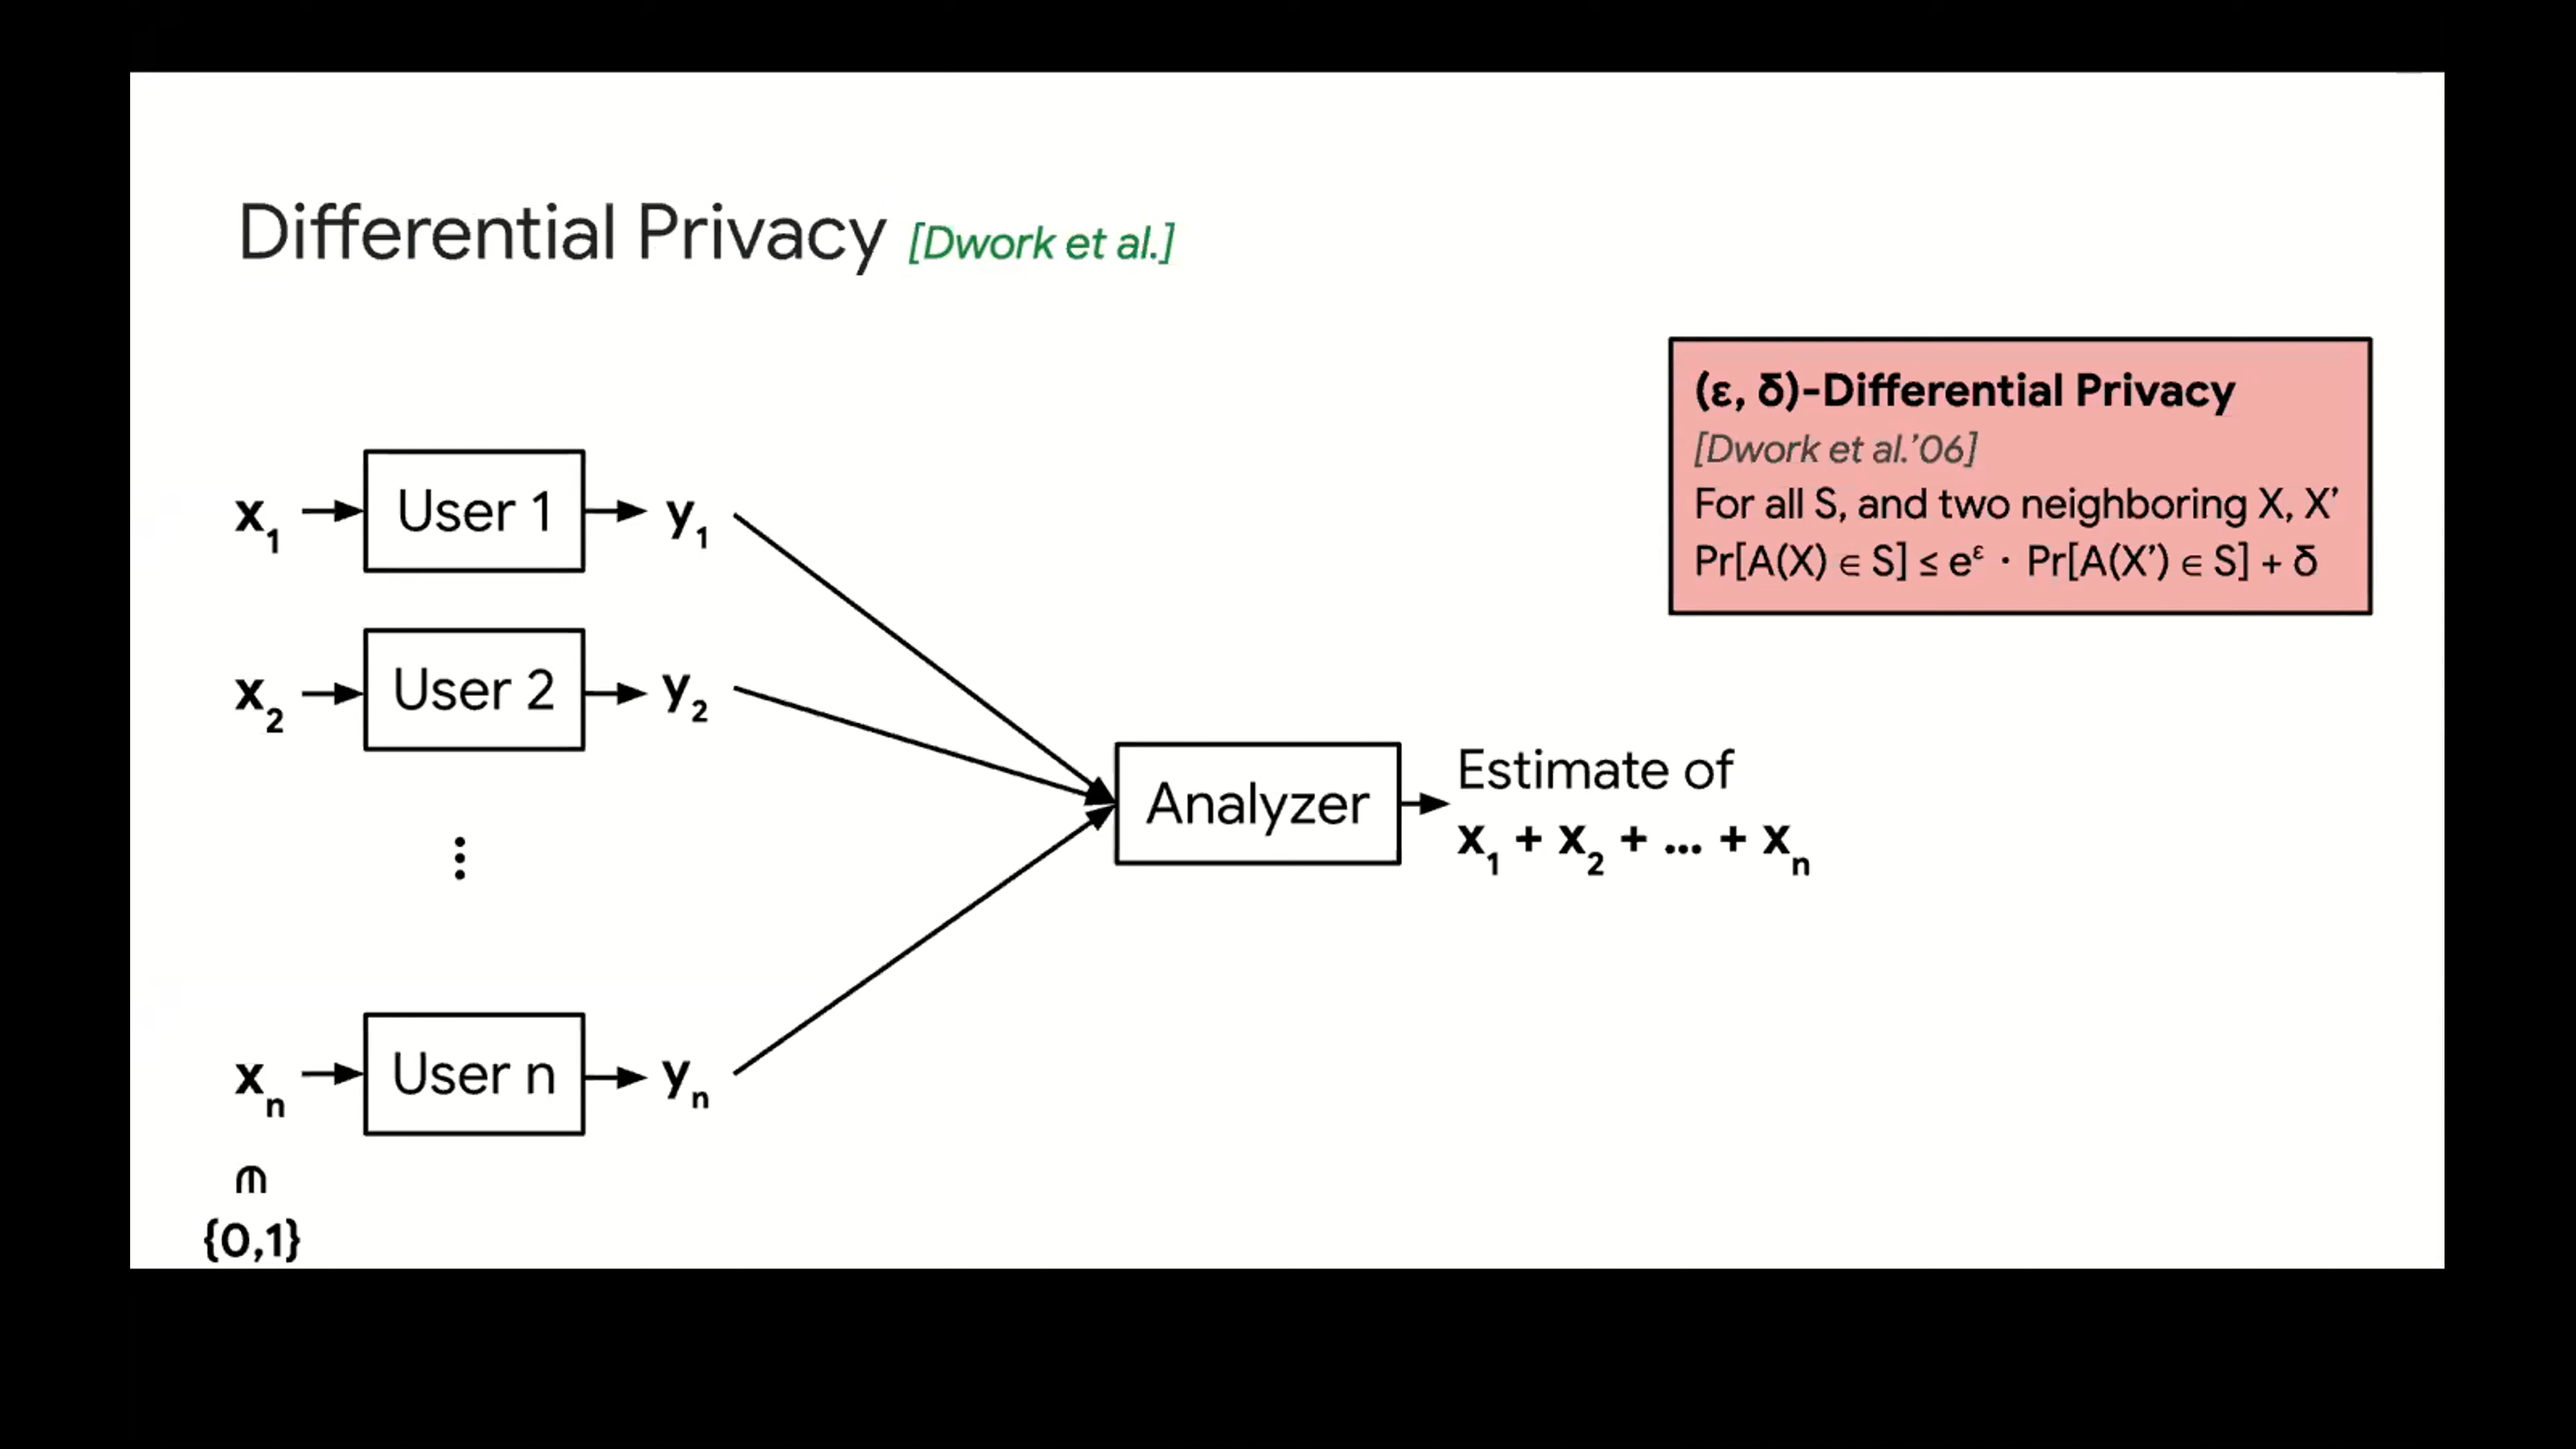 Differential Privacy [Dwork et al.]
(ε, δ)-Differential Privacy
[Dwork et al.'06]
For all S, and two neighboring X, X'
Pr[A(X) ∈ S] ≤ e^ε · Pr[A(X') ∈ S] + δ
x₁ User 1 y₁
x₂ User 2 y₂
⋮
Analyzer
Estimate of
x₁ + x₂ + ... + xₙ
xₙ User n yₙ
∈
{0,1}